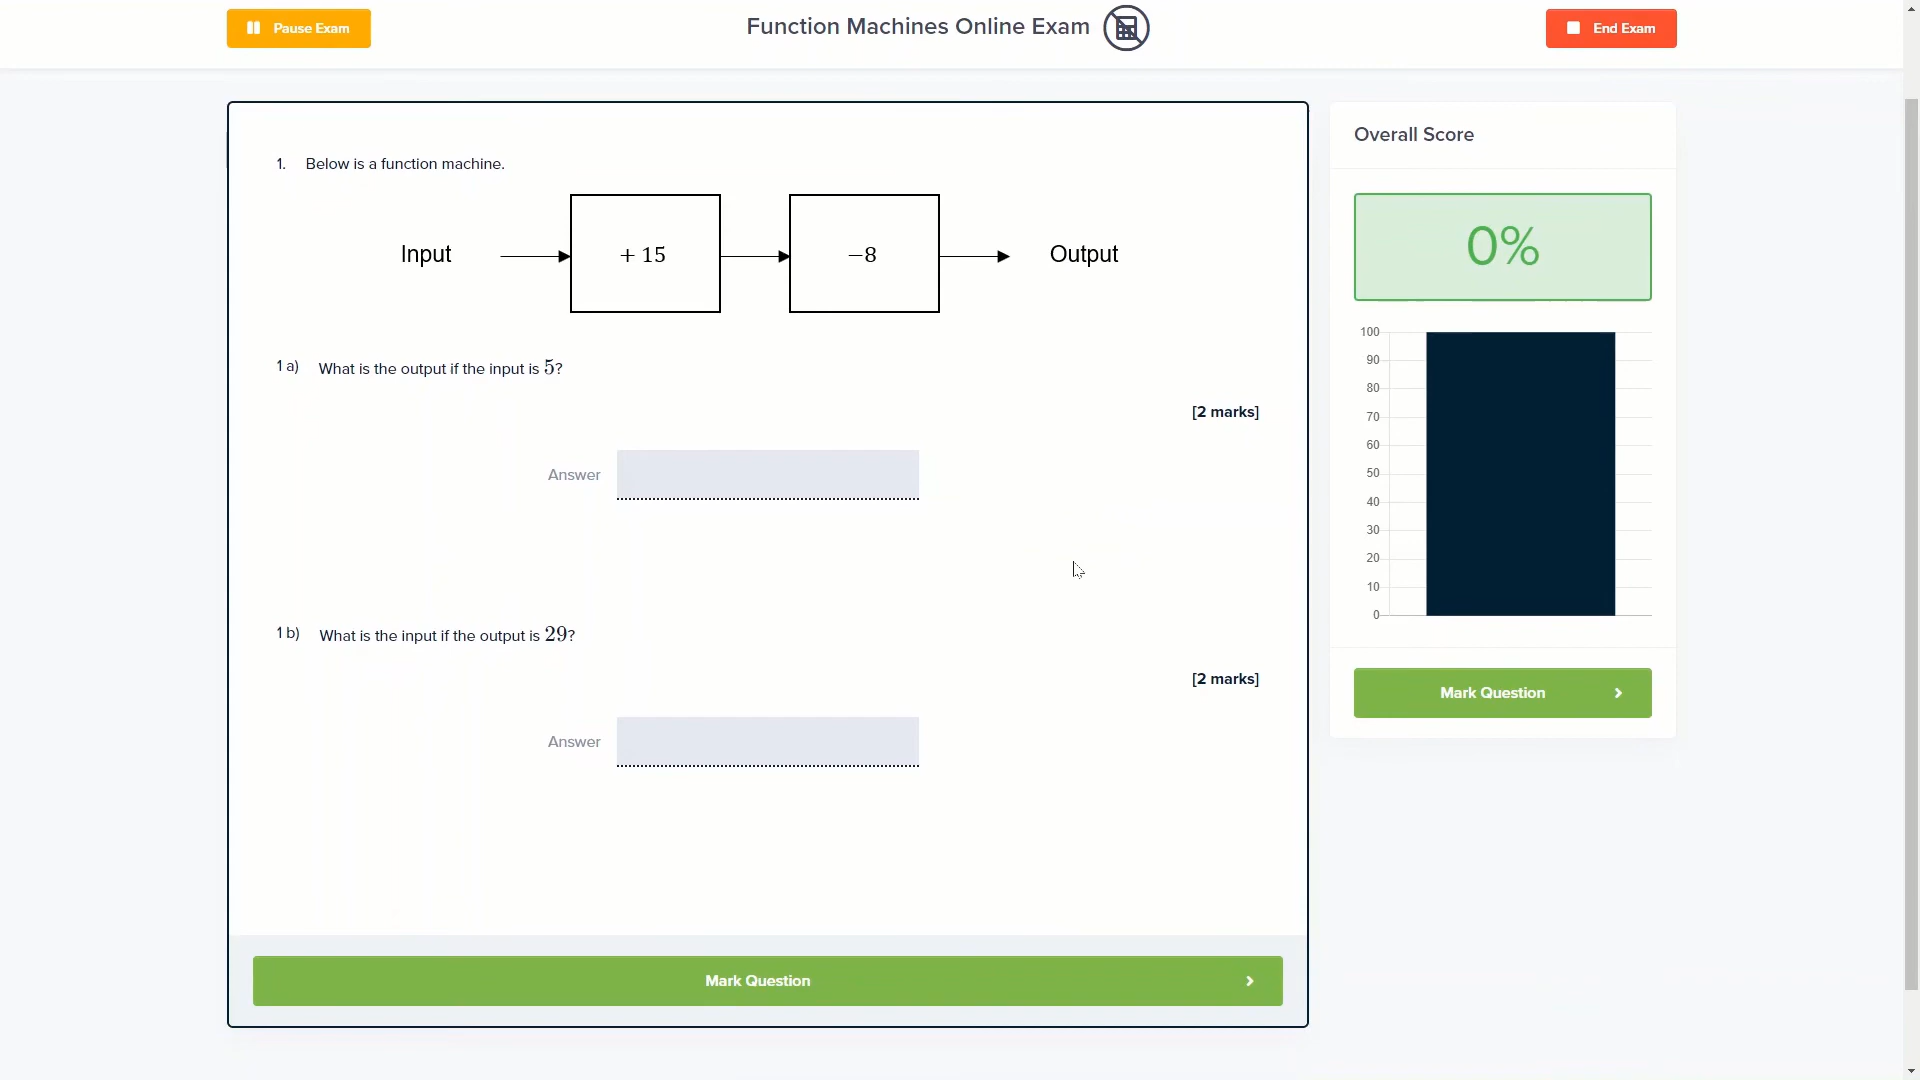 Pause Exam
Function Machines Online Exam
End Exam
1. Below is a function machine.
Input
+ 15
−8
Output
1 a) What is the output if the input is 5?
[2 marks]
Answer
1 b) What is the input if the output is 29?
[2 marks]
Answer
Mark Question
Overall Score
0%
100
90
80
70
60
50
40
30
20
10
0
Mark Question